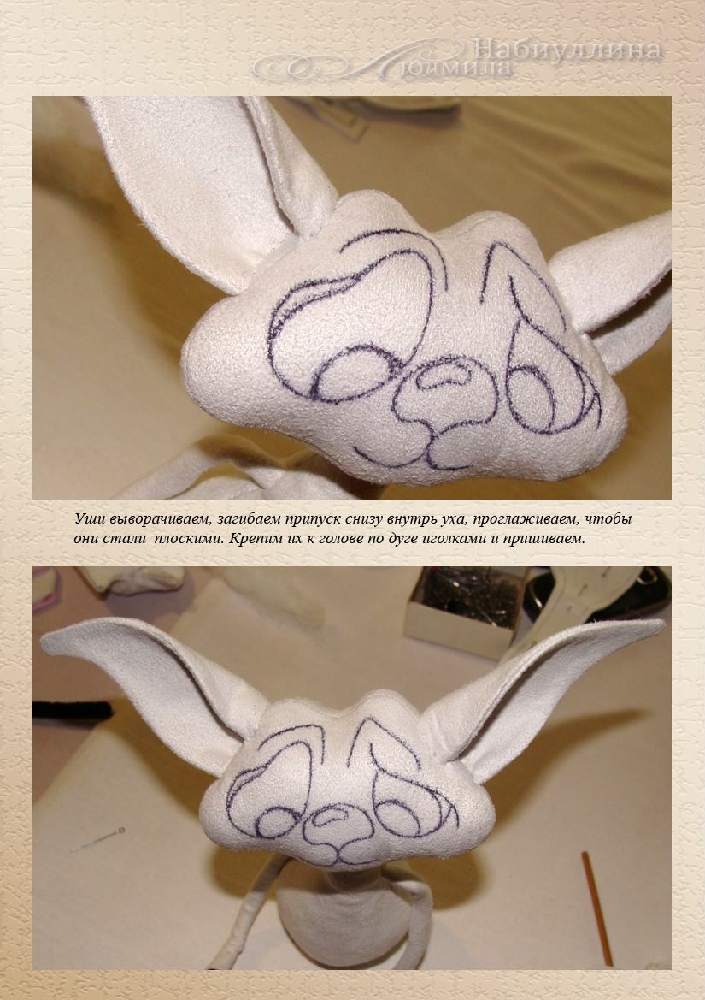 Набиуллина
Людмила
Уши выворачиваем, загибаем припуск снизу внутрь уха, проглаживаем, чтобы
они стали плоскими. Крепим их к голове по дуге иголками и пришиваем.